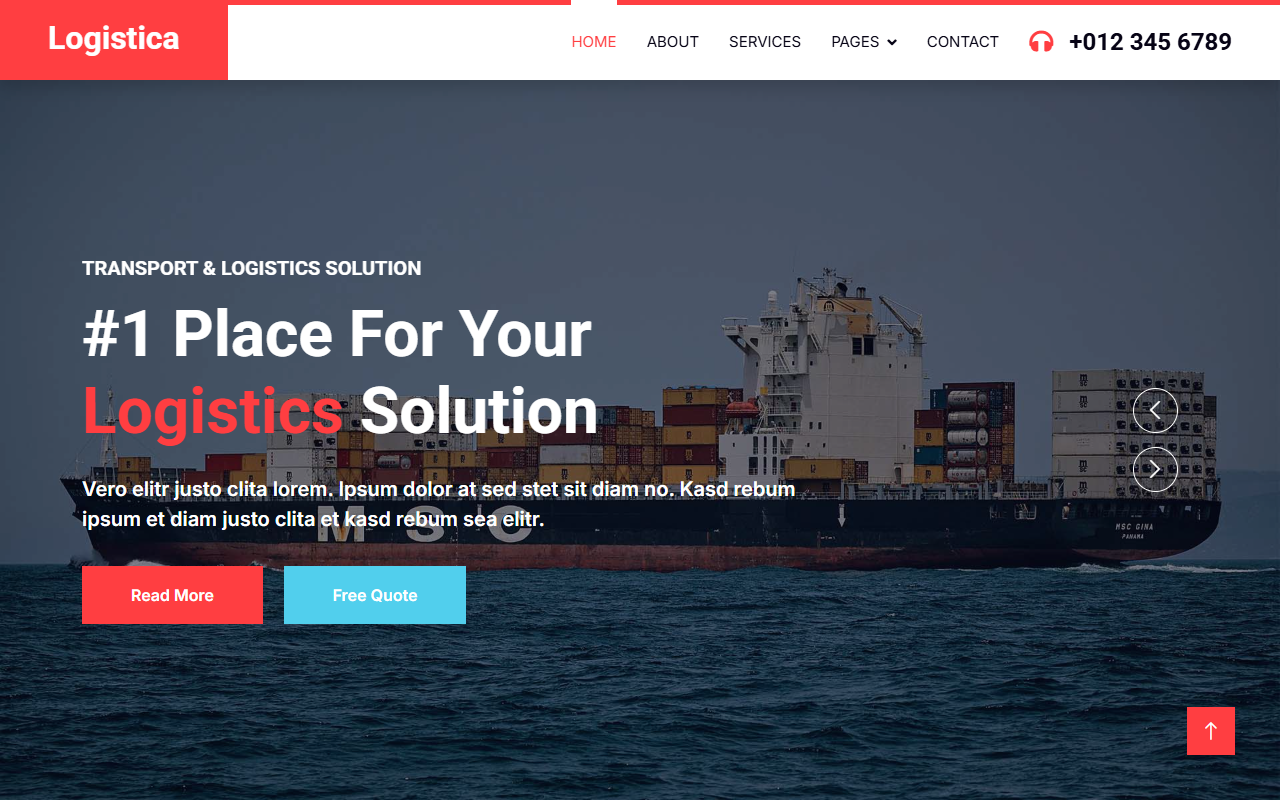 Logistica
HOME ABOUT SERVICES PAGES CONTACT +012 345 6789
TRANSPORT & LOGISTICS SOLUTION
#1 Place For Your
Logistics Solution
Vero elitr justo clita lorem. Ipsum dolor at sed stet sit diam no. Kasd rebum
ipsum et diam justo clita et kasd rebum sea elitr.
MSC
MSC GINA
PANAMA
Read More Free Quote